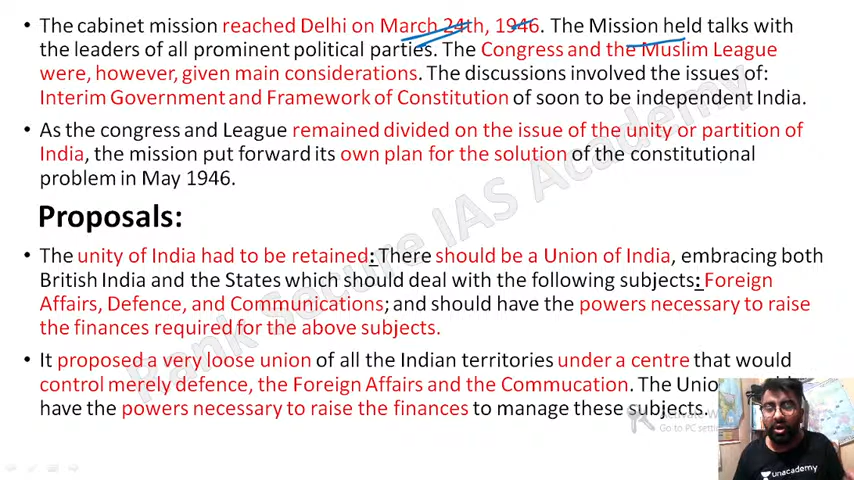 • The cabinet mission reached Delhi on March 24th, 1946. The Mission held talks with
the leaders of all prominent political parties. The Congress and the Muslim League
were, however, given main considerations. The discussions involved the issues of:
Interim Government and Framework of Constitution of soon to be independent India.
• As the congress and League remained divided on the issue of the unity or partition of
India, the mission put forward its own plan for the solution of the constitutional
problem in May 1946.
Proposals:
• The unity of India had to be retained: There should be a Union of India, embracing both
British India and the States which should deal with the following subjects: Foreign
Affairs, Defence, and Communications; and should have the powers necessary to raise
the finances required for the above subjects.
• It proposed a very loose union of all the Indian territories under a centre that would
control merely defence, the Foreign Affairs and the Commucation. The
have the powers necessary to raise the finances to manage these subjects.
Rank Secure IAS Academy
Go to PC
unacademy